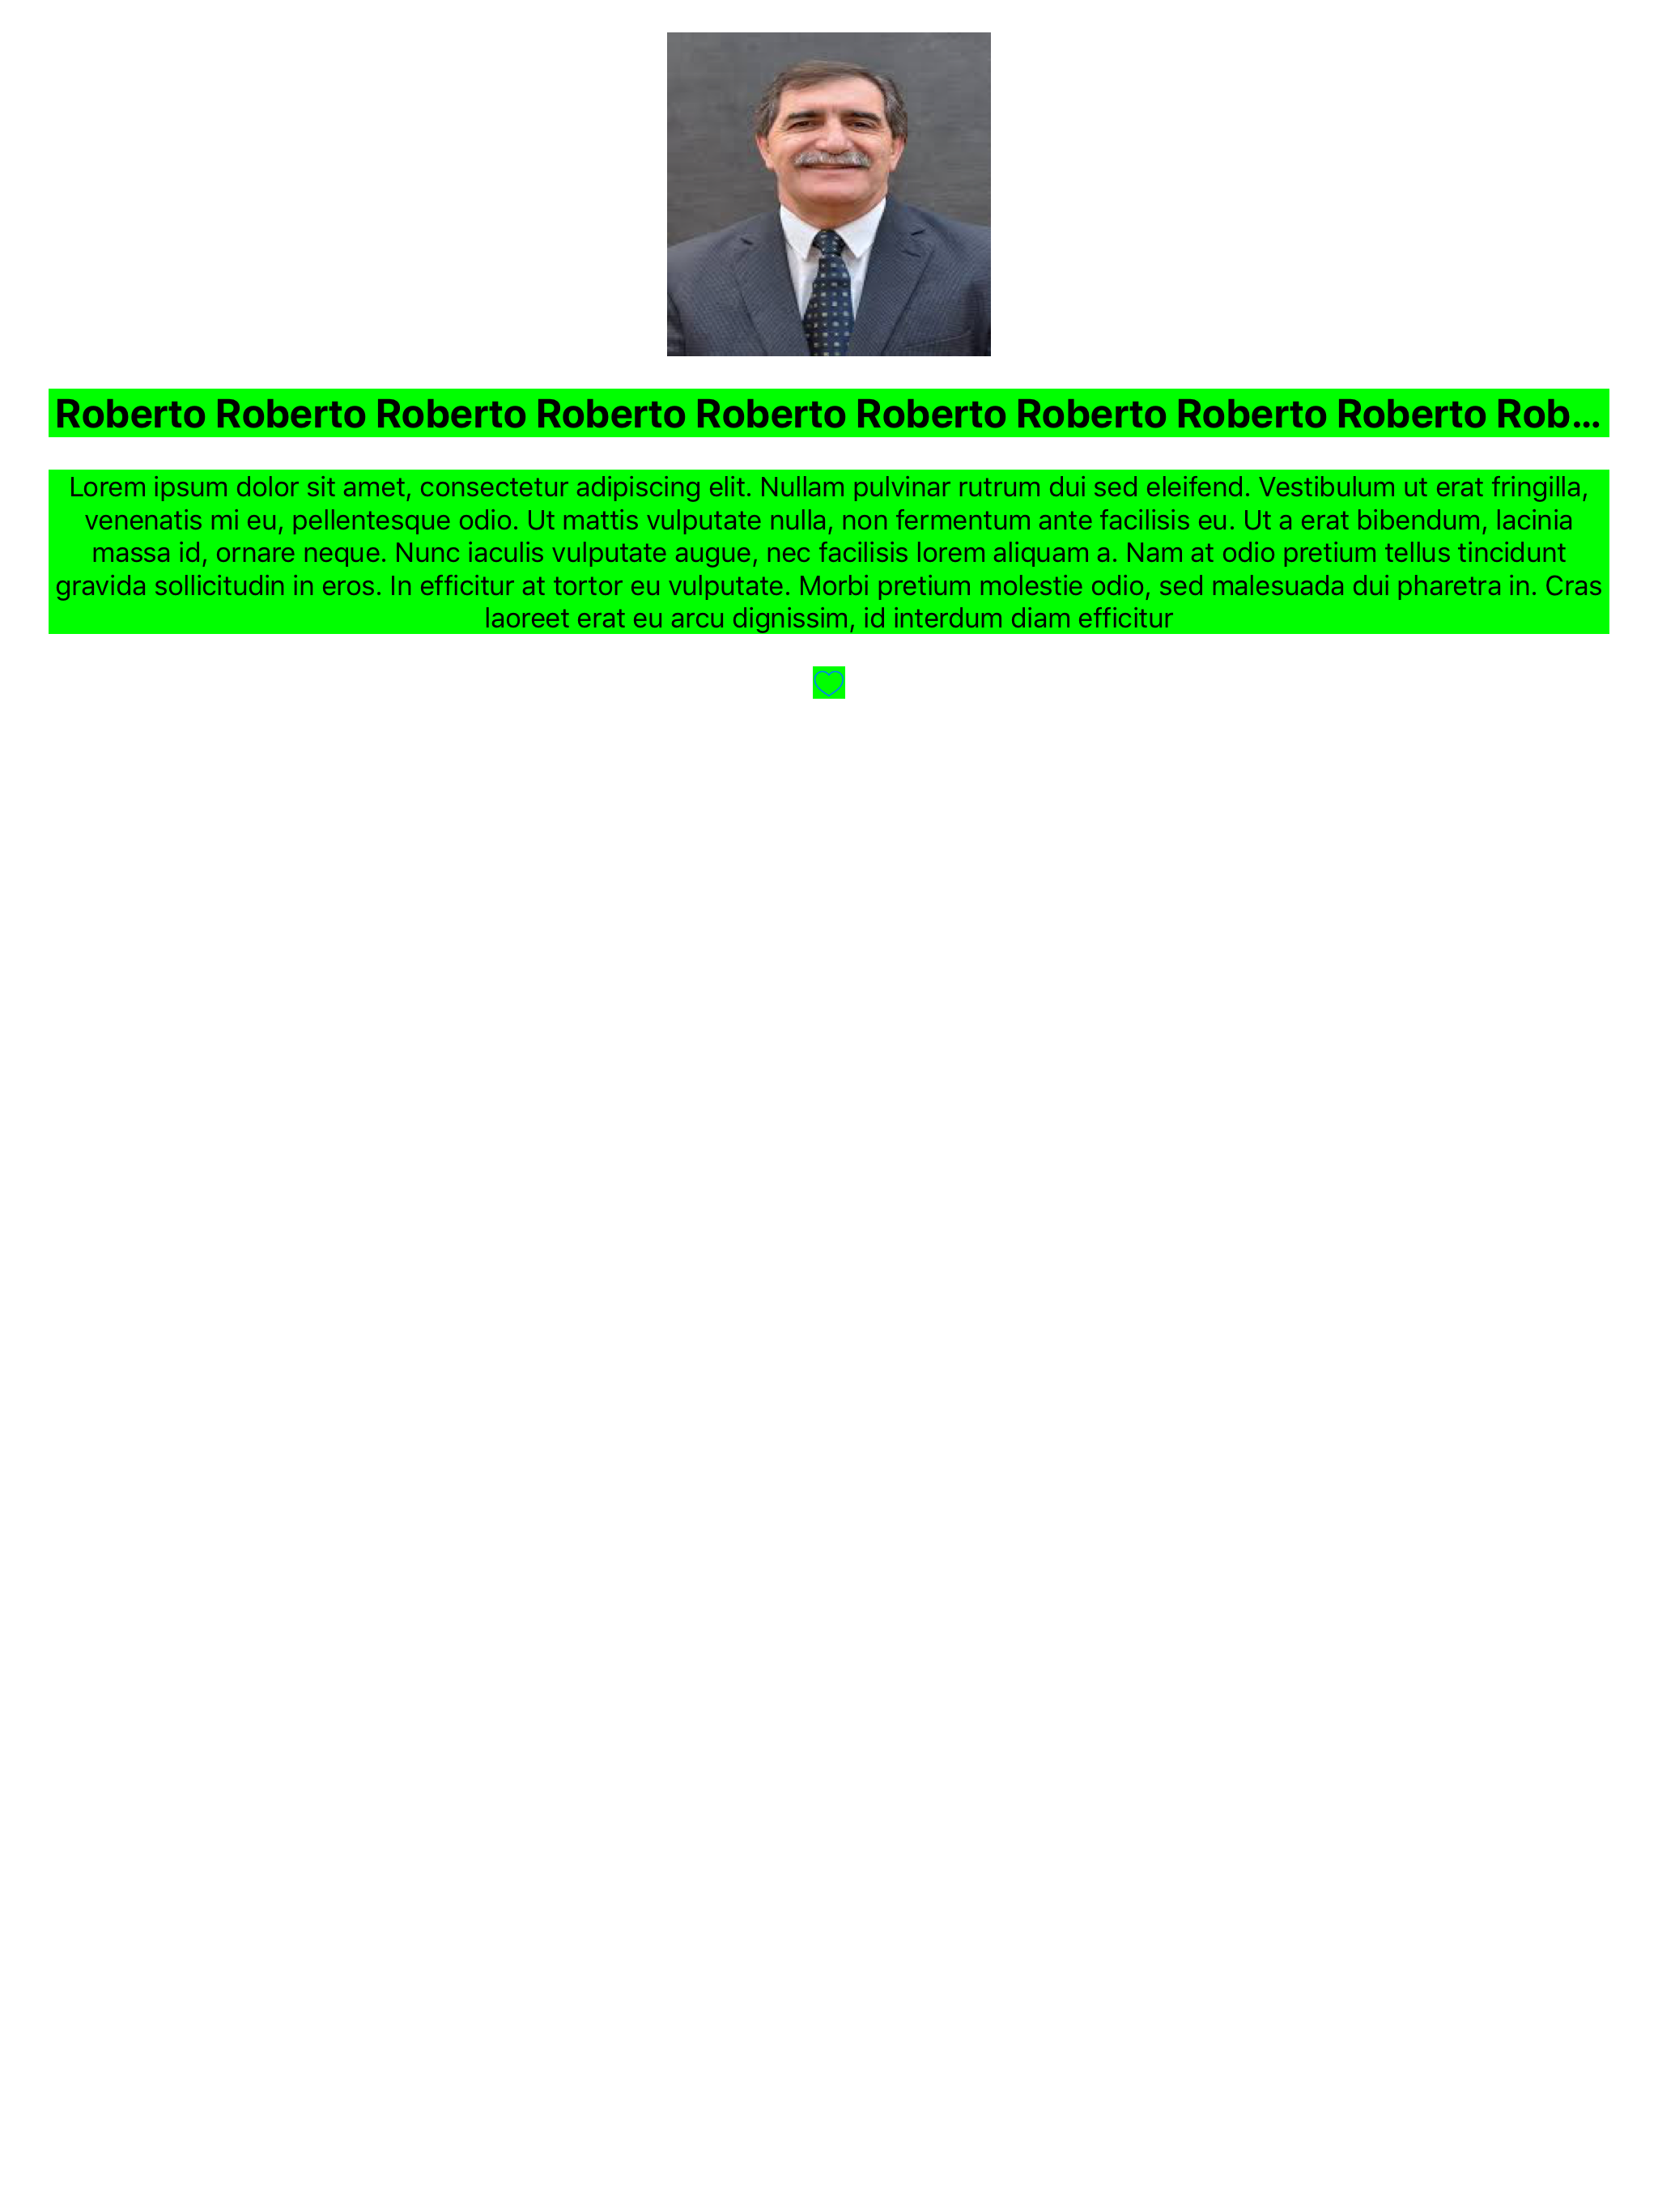 Roberto Roberto Roberto Roberto Roberto Roberto Roberto Roberto Roberto Rob...
Lorem ipsum dolor sit amet, consectetur adipiscing elit. Nullam pulvinar rutrum dui sed eleifend. Vestibulum ut erat fringilla,
venenatis mi eu, pellentesque odio. Ut mattis vulputate nulla, non fermentum ante facilisis eu. Ut a erat bibendum, lacinia
massa id, ornare neque. Nunc iaculis vulputate augue, nec facilisis lorem aliquam a. Nam at odio pretium tellus tincidunt
gravida sollicitudin in eros. In efficitur at tortor eu vulputate. Morbi pretium molestie odio, sed malesuada dui pharetra in. Cras
laoreet erat eu arcu dignissim, id interdum diam efficitur